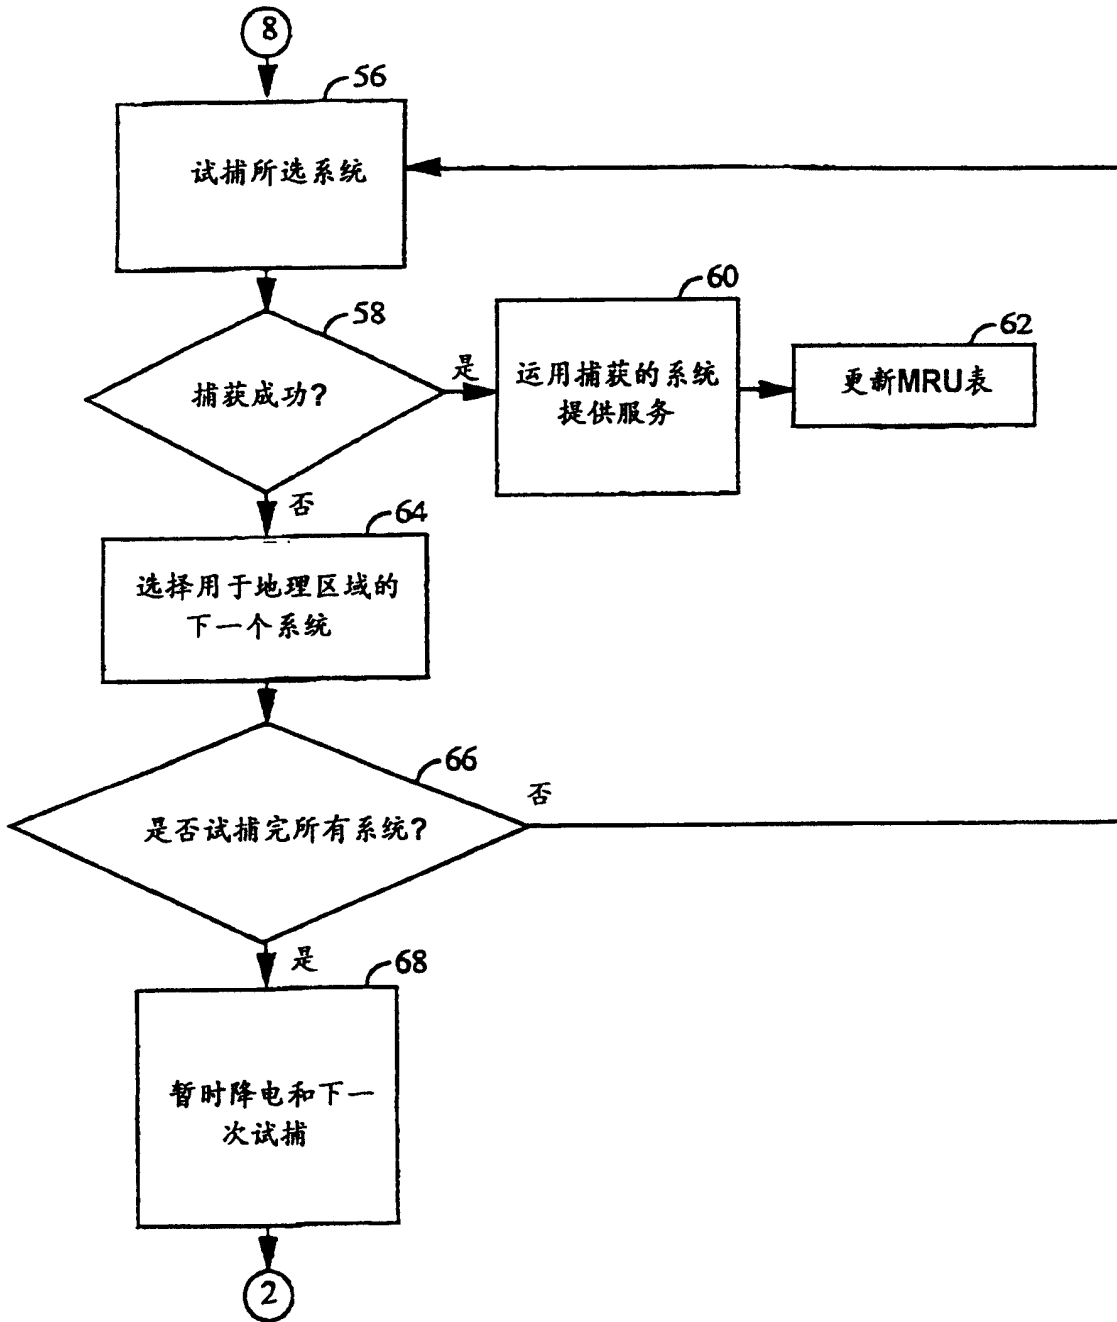 8
56
试捕所选系统
58
捕获成功?
是
60
运用捕获的系统
提供服务
62
更新MRU表
否
64
选择用于地理区域的
下一个系统
66
是否试捕完所有系统?
否
是
68
暂时降电和下一
次试捕
2